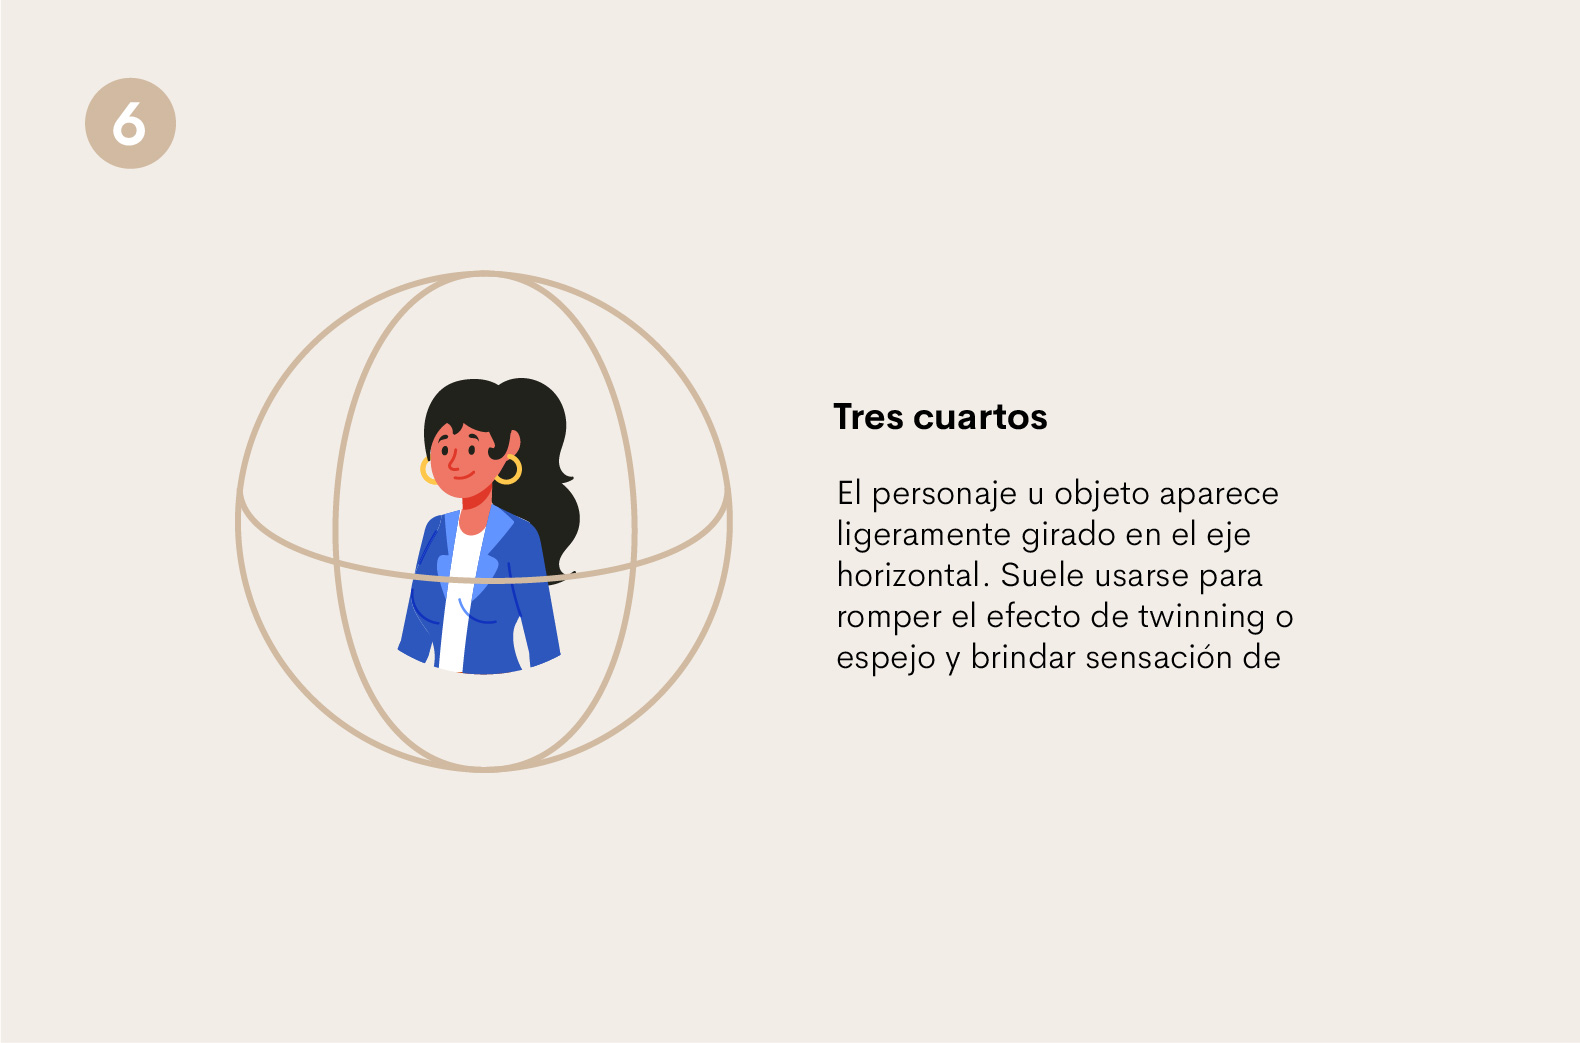 6
Tres cuartos
El personaje u objeto aparece
ligeramente girado en el eje
horizontal. Suele usarse para
romper el efecto de twinning o
espejo y brindar sensación de